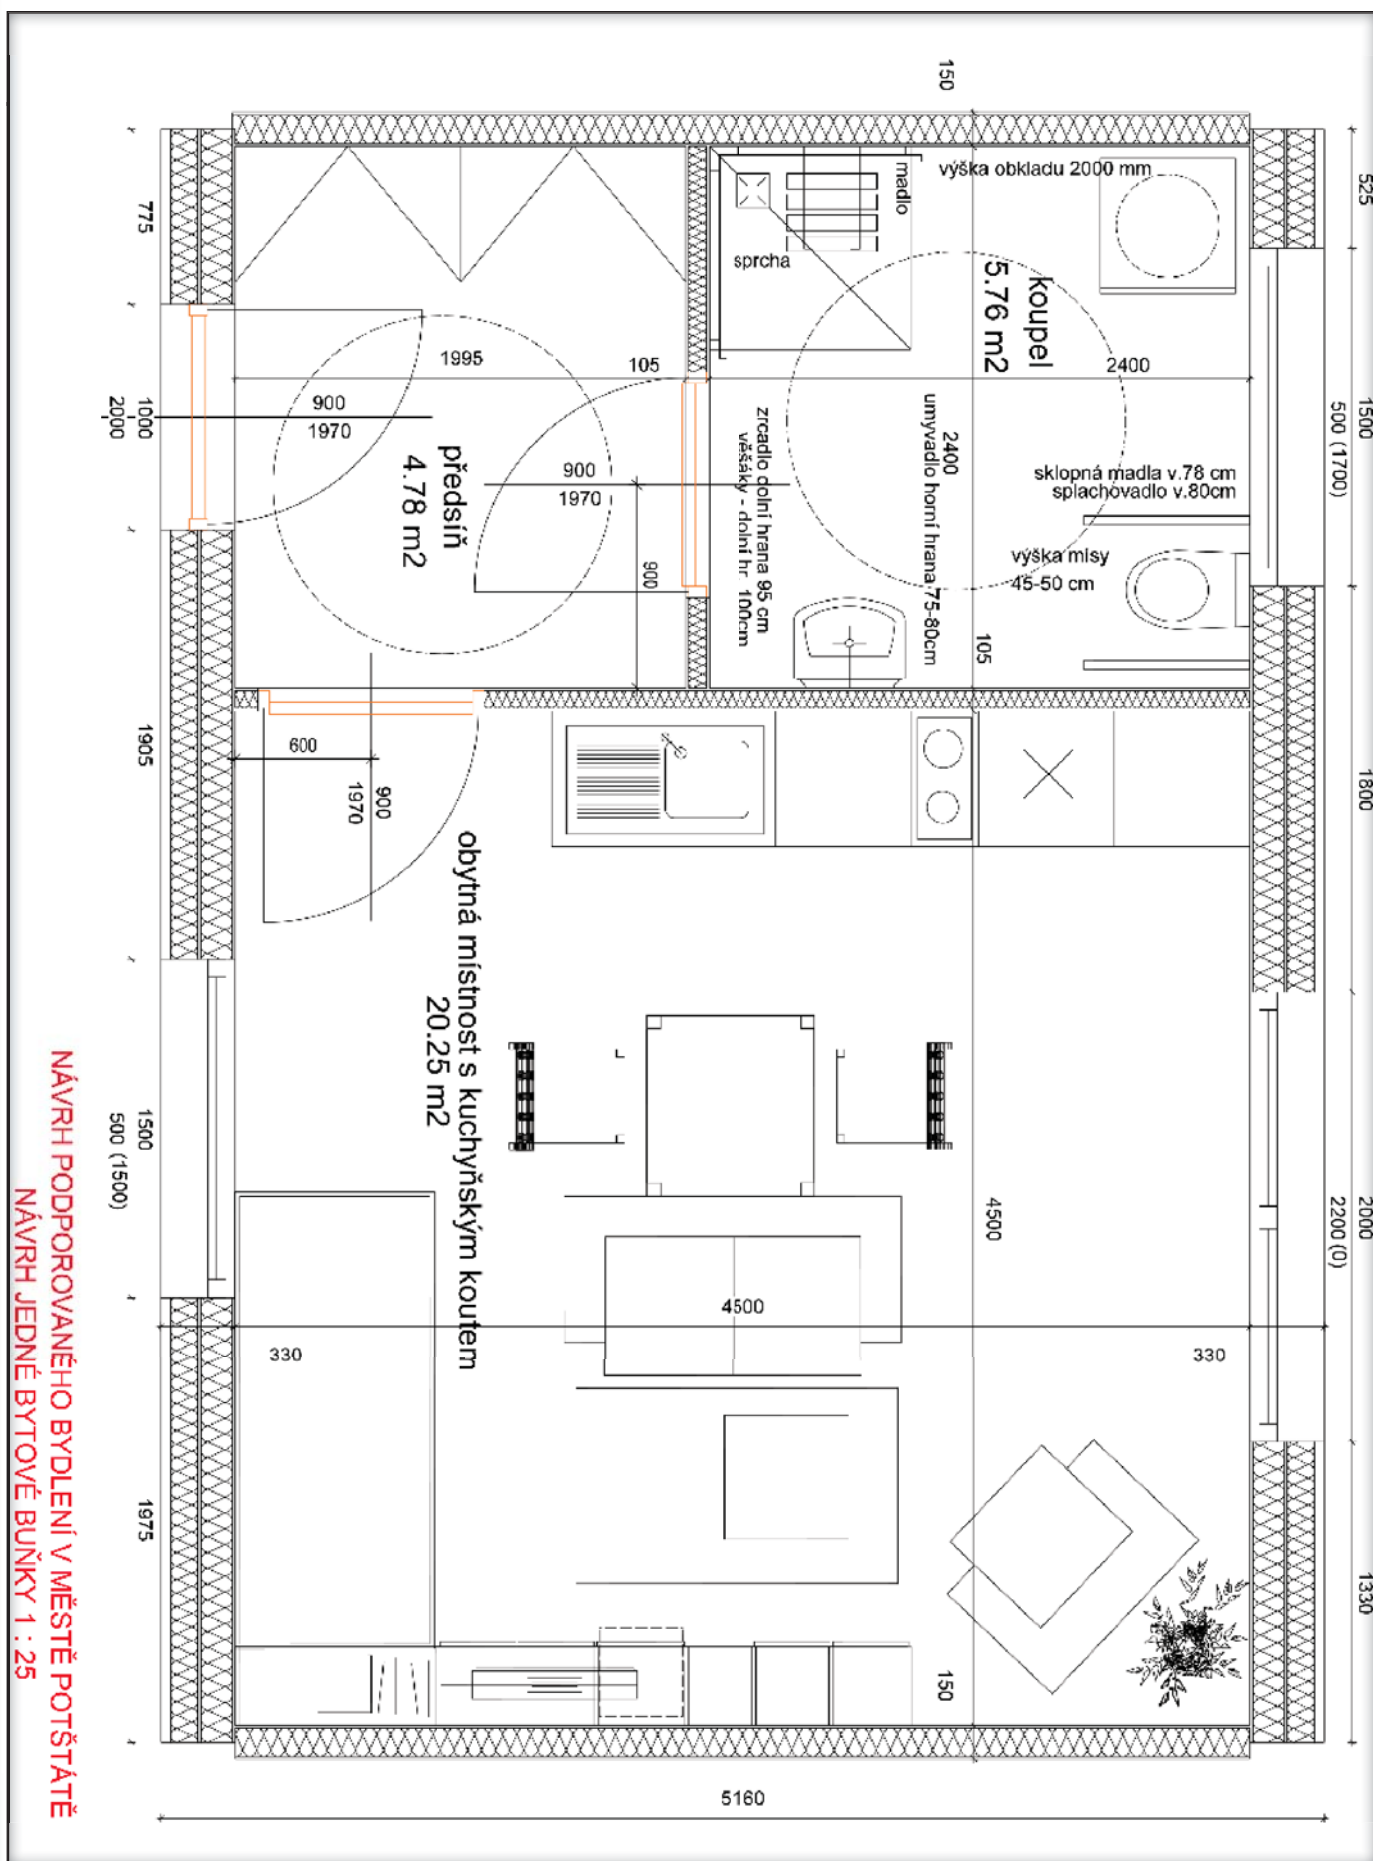 150
525
775
výška obkladu 2000 mm
madlo
sprcha
koupel
5.76 m2
1995
105
2400
900
1970
1000
2000
1500
500 (1700)
předsíň
4.78 m2
900
1970
900
zrcadlo dolní hrana 95 cm
věšáky - dolní hr. 100cm
2400
umyvadlo horní hrana 75-80cm
sklopná madla v.78 cm
splachovadlo v.80cm
výška mísy
45-50 cm
105
600
900
1970
1905
1800
obytná místnost s kuchyňským koutem
20.25 m2
1500
500 (1500)
4500
2000
2200 (0)
4500
330
330
1975
1330
150
5160
NÁVRH PODPOROVANÉHO BYDLENÍ V MĚSTĚ POTŠTÁTĚ
NÁVRH JEDNÉ BYTOVÉ BUŇKY 1 : 25